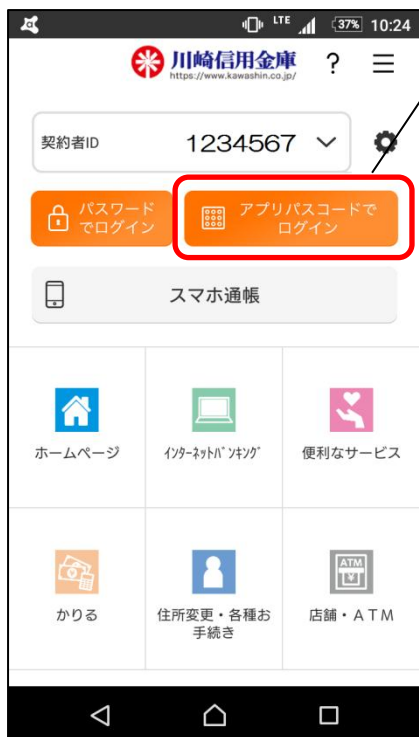 LTE 37% 10:24
川崎信用金庫 ?
https://www.kawashin.co.jp/
契約者ID 1234567
パスワード
でログイン
アプリパスコードで
ログイン
スマホ通帳
ホームページ
インターネットバンキング
便利なサービス
ATM
¥
かりる
住所変更・各種お
手続き
店舗・ATM